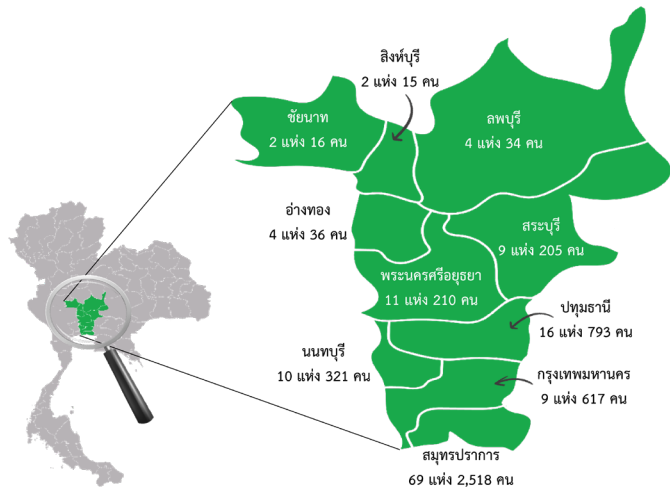 สิงห์บุรี
2 แห่ง 15 คน
ชัยนาท
2 แห่ง 16 คน
ลพบุรี
4 แห่ง 34 คน
อ่างทอง
4 แห่ง 36 คน
สระบุรี
9 แห่ง 205 คน
พระนครศรีอยุธยา
11 แห่ง 210 คน
ปทุมธานี
16 แห่ง 793 คน
นนทบุรี
10 แห่ง 321 คน
กรุงเทพมหานคร
9 แห่ง 617 คน
สมุทรปราการ
69 แห่ง 2,518 คน